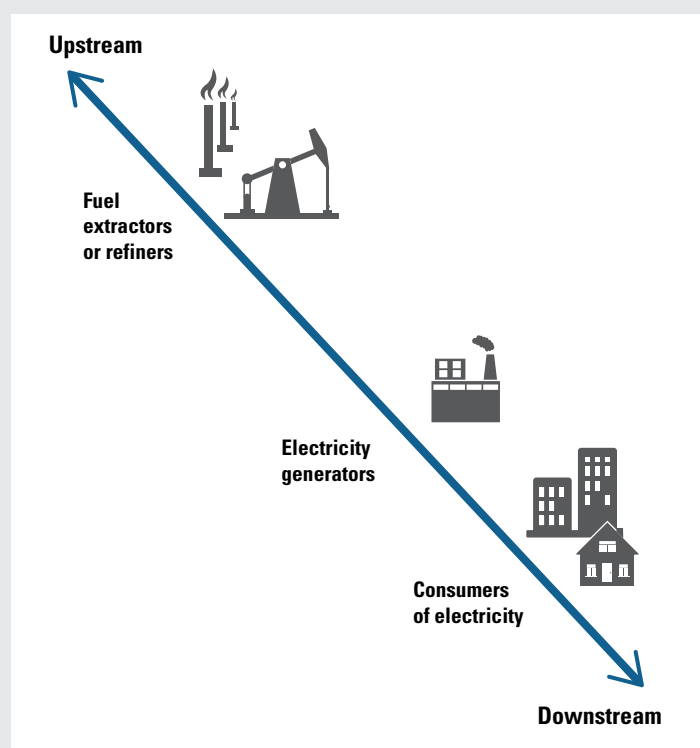 Upstream
Fuel
extractors
or refiners
Electricity
generators
Consumers
of electricity
Downstream